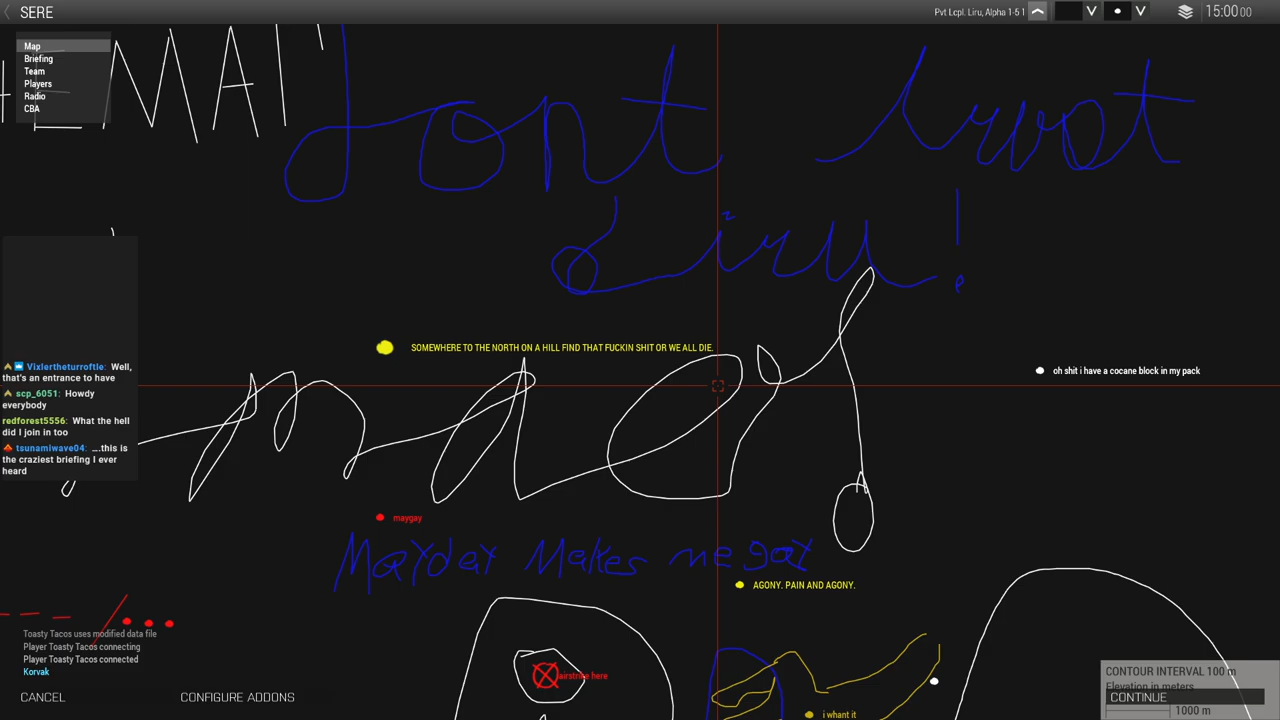 SERE
Pvt Lcpl. Liru, Alpha 1-5 1
15:00 00
Map
Briefing
Team
Players
Radio
CBA
EMAI
font
Liru!
SOMEWHERE TO THE NORTH ON A HILL FIND THAT FUCKIN SHIT OR WE ALL DIE.
oh shit i have a cocane block in my pack
Vixlertheturroftle: Well,
that's an entrance to have
scp_6051: Howdy
everybody
redforest5556: What the hell
did I join in too
tsunamiwave04: ....this is
the craziest briefing I ever
heard
maygay
Mayday Makes me gay
AGONY. PAIN AND AGONY.
Toasty Tacos uses modified data file
Player Toasty Tacos connecting
Player Toasty Tacos connected
Korvak
airstrike here
i whant it
CONTOUR INTERVAL 100 m
Elevation in meters
CONTINUE
1000 m
CANCEL
CONFIGURE ADDONS